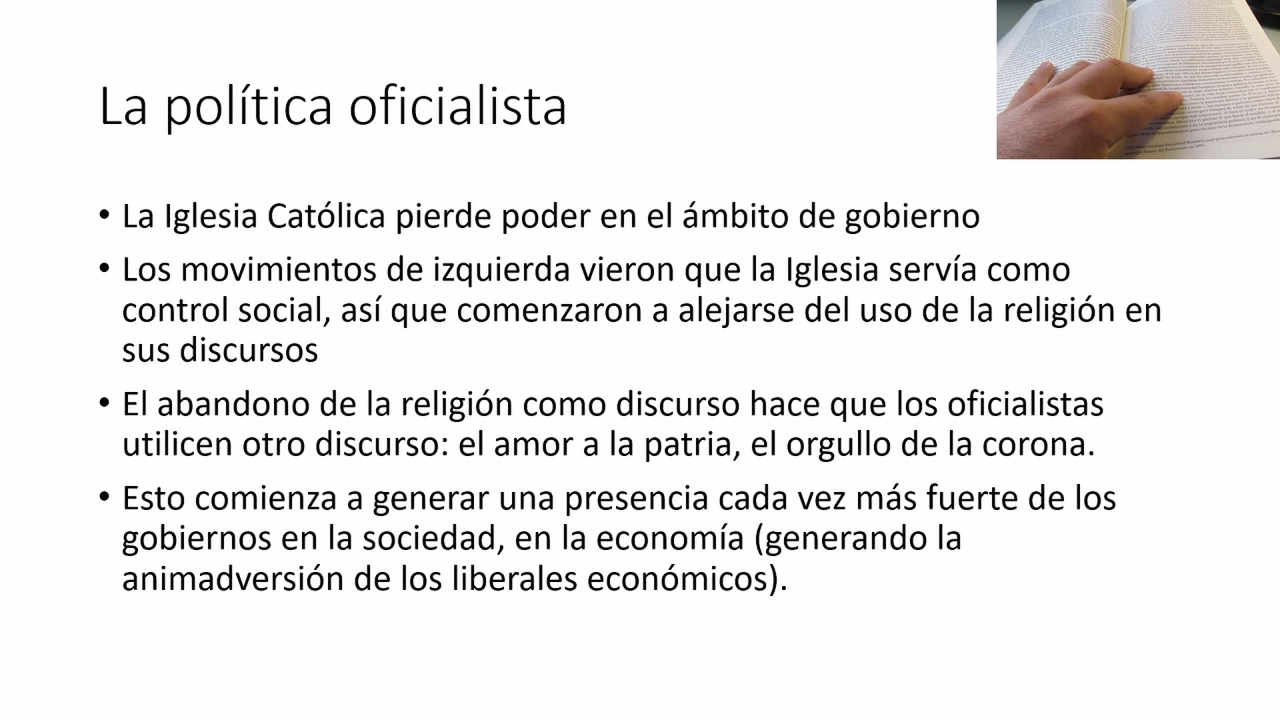 La política oficialista
• La Iglesia Católica pierde poder en el ámbito de gobierno
• Los movimientos de izquierda vieron que la Iglesia servía como
control social, así que comenzaron a alejarse del uso de la religión en
sus discursos
• El abandono de la religión como discurso hace que los oficialistas
utilicen otro discurso: el amor a la patria, el orgullo de la corona.
• Esto comienza a generar una presencia cada vez más fuerte de los
gobiernos en la sociedad, en la economía (generando la
animadversión de los liberales económicos).